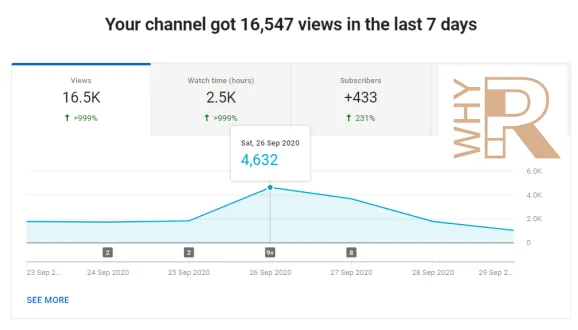 Your channel got 16,547 views in the last 7 days
Views
16.5K
↑ >999%
Watch time (hours)
2.5K
↑ >999%
Subscribers
+433
↑ 231%
WHY R
Sat, 26 Sep 2020
4,632
6.0K
4.0K
2.0K
0
2
2
9+
8
23 Sep 2...
24 Sep 2020
25 Sep 2020
26 Sep 2020
27 Sep 2020
28 Sep 2020
29 Sep 2...
SEE MORE